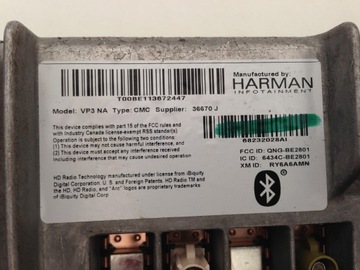 Manufactured by:
HARMAN
INFOTAINMENT
T00BE113872447
Model: VP3 NA Type: CMC Supplier: 36670 J
This device complies with part 15 of the FCC rules and
with Industry Canada license-exempt RSS standard(s)
Operation is subject to the following two conditions:
(1) This device may not cause harmful interference, and
(2) This device must accept any interference received,
including interference that may cause undesired
operation.
68232028AI
FCC ID: QNG-BE2801
IC ID: 6434C-BE2801
XM ID: RY6A6AMN
HD Radio Technology manufactured under license from iBiquity
Digital Corporation. U.S. and Foreign Patents. HD Radio TM and
the HD, HD Radio, and "Arc" logos are proprietary trademarks
of iBiquity Digital Corp.